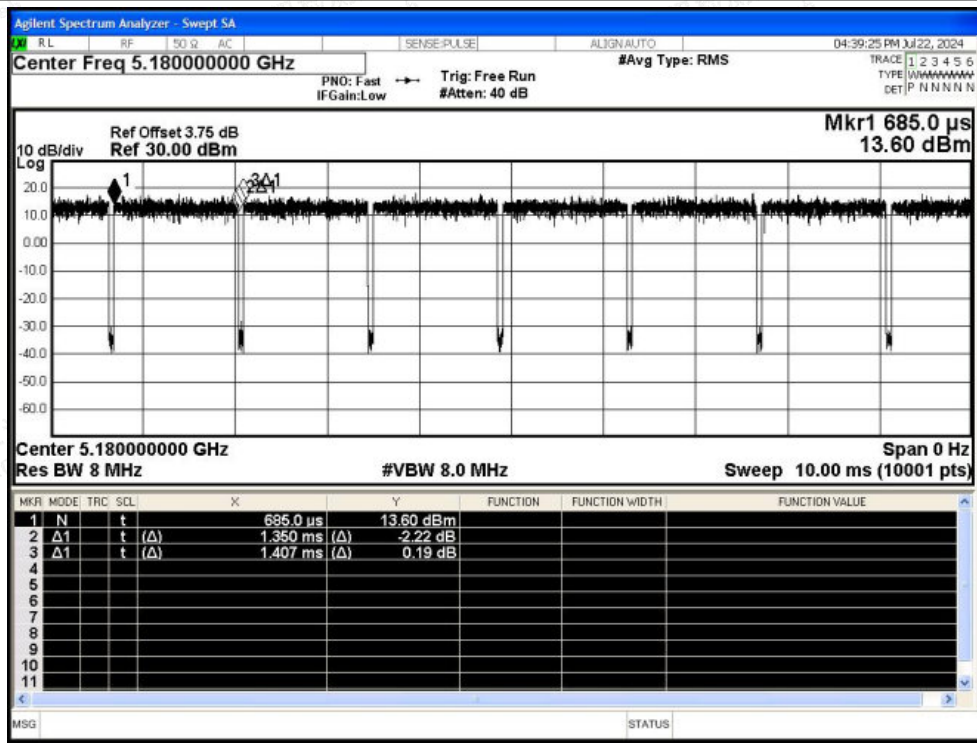 Agilent Spectrum Analyzer - Swept SA
LXI RL RF 50 Ω AC SENSE:PULSE ALIGNAUTO 04:39:25 PM Jul 22, 2024
Center Freq 5.180000000 GHz
PNO: Fast
IFGain:Low
Trig: Free Run
#Atten: 40 dB
#Avg Type: RMS
TRACE 1 2 3 4 5 6
TYPE WWWWWW
DET P N N N N N
Mkr1 685.0 µs
13.60 dBm
Ref Offset 3.75 dB
10 dB/div Ref 30.00 dBm
Log
20.0
10.0
0.00
-10.0
-20.0
-30.0
-40.0
-50.0
-60.0
1
2Δ1
3Δ1
Center 5.180000000 GHz Span 0 Hz
Res BW 8 MHz #VBW 8.0 MHz Sweep 10.00 ms (10001 pts)
MKR MODE TRC SCL X Y FUNCTION FUNCTION WIDTH FUNCTION VALUE
1 N t 685.0 µs 13.60 dBm
2 Δ1 t (Δ) 1.350 ms (Δ) -2.22 dB
3 Δ1 t (Δ) 1.407 ms (Δ) 0.19 dB
4
5
6
7
8
9
10
11
MSG STATUS